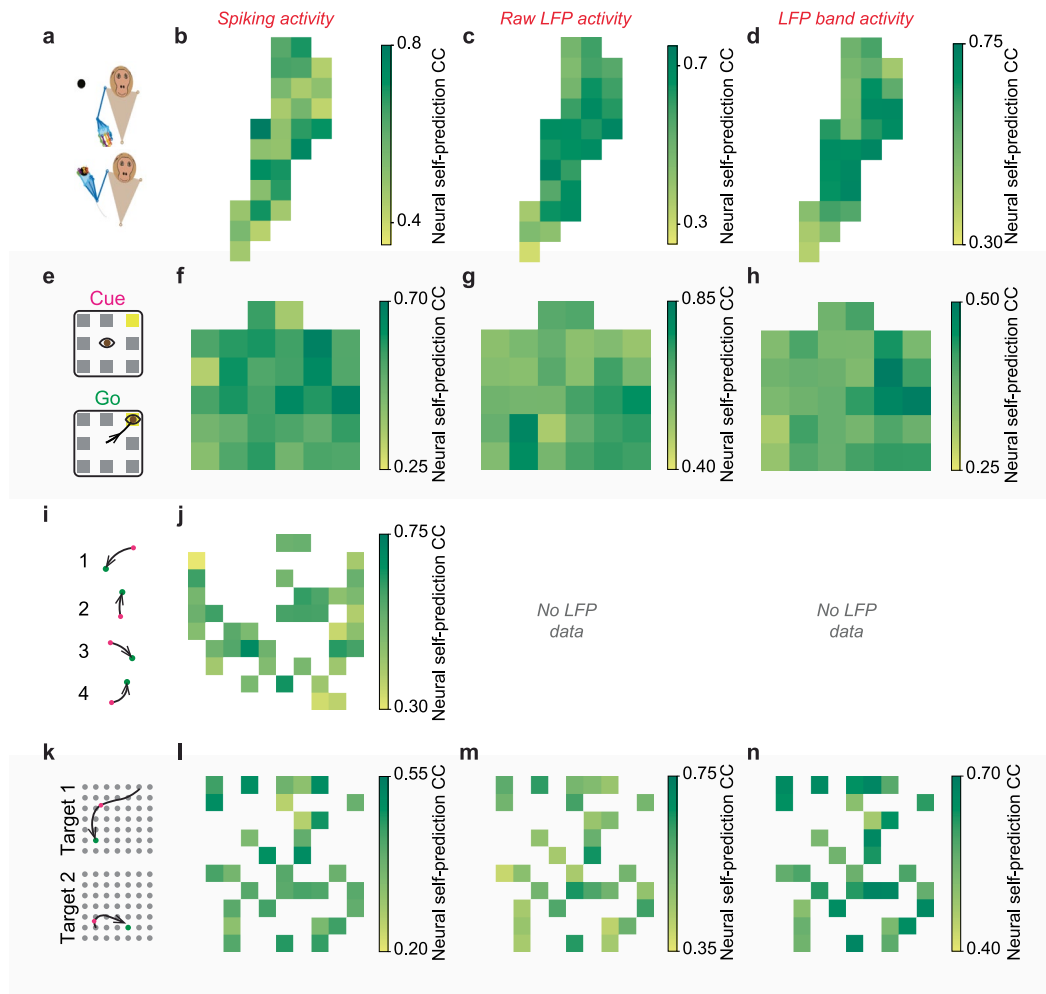 Spiking activity
Raw LFP activity
LFP band activity
a
b
0.8
0.4
Neural self-prediction CC
c
0.7
0.3
Neural self-prediction CC
d
0.75
0.30
Neural self-prediction CC
e
Cue
Go
f
0.70
0.25
Neural self-prediction CC
g
0.85
0.40
Neural self-prediction CC
h
0.50
0.25
Neural self-prediction CC
i
1
2
3
4
j
0.75
0.30
Neural self-prediction CC
No LFP
data
No LFP
data
k
Target 1
Target 2
l
0.55
0.20
Neural self-prediction CC
m
0.75
0.35
Neural self-prediction CC
n
0.70
0.40
Neural self-prediction CC